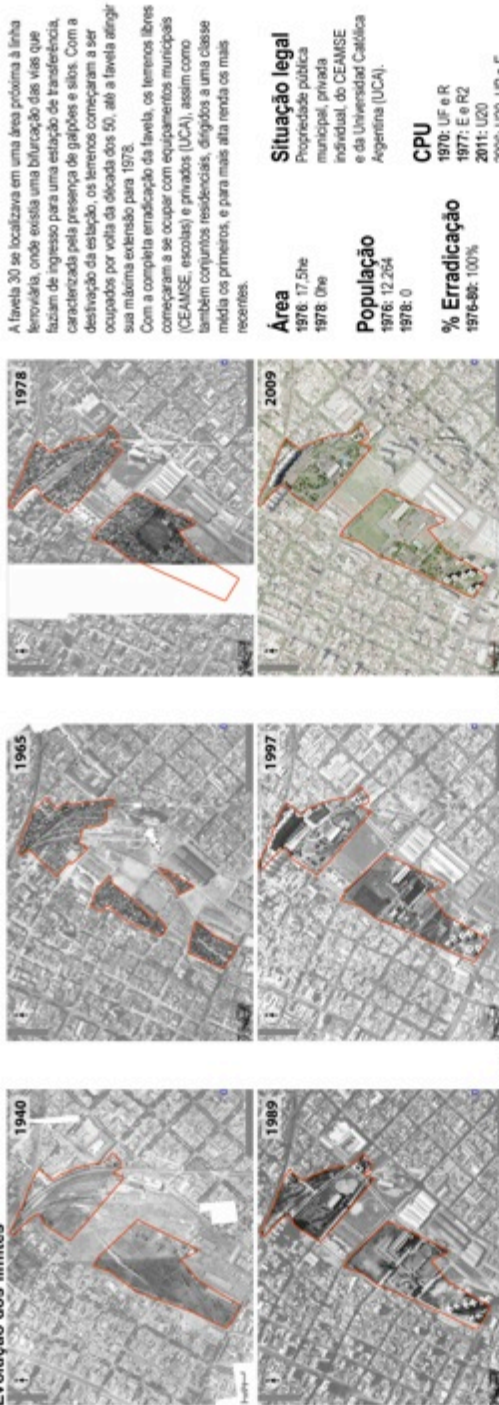 Evolução dos limites
1940
1965
1978
1989
1997
2009
A favela 30 se localizava em uma área próxima à linha
ferroviária, onde existia uma bifurcação das vias que
faziam de ingresso para uma estação de transferência,
caracterizada pela presença de galpões e silos. Com a
destivação da estação, os terrenos começaram a ser
ocupados por volta da década dos 50, até a favela atingir
sua máxima extensão para 1978.
Com a completa erradicação da favela, os terrenos libres
começaram a se ocupar com equipamentos municipais
(CEAMSE, escolas) e privados (UCA), assim como
também conjuntos residenciais, dirigidos a uma classe
média os primeiros, e para mais alta renda os mais
recentes.
Área
1976: 17,5he
1978: 0he
População
1976: 12.264
1978: 0
% Erradicação
1976-80: 100%
Situação legal
Propriedade pública
municipal, privada
individual, do CEAMSE
e da Universidad Católica
Argentina (UCA).
CPU
1970: UF e R
1977: E e R2
2011: U20